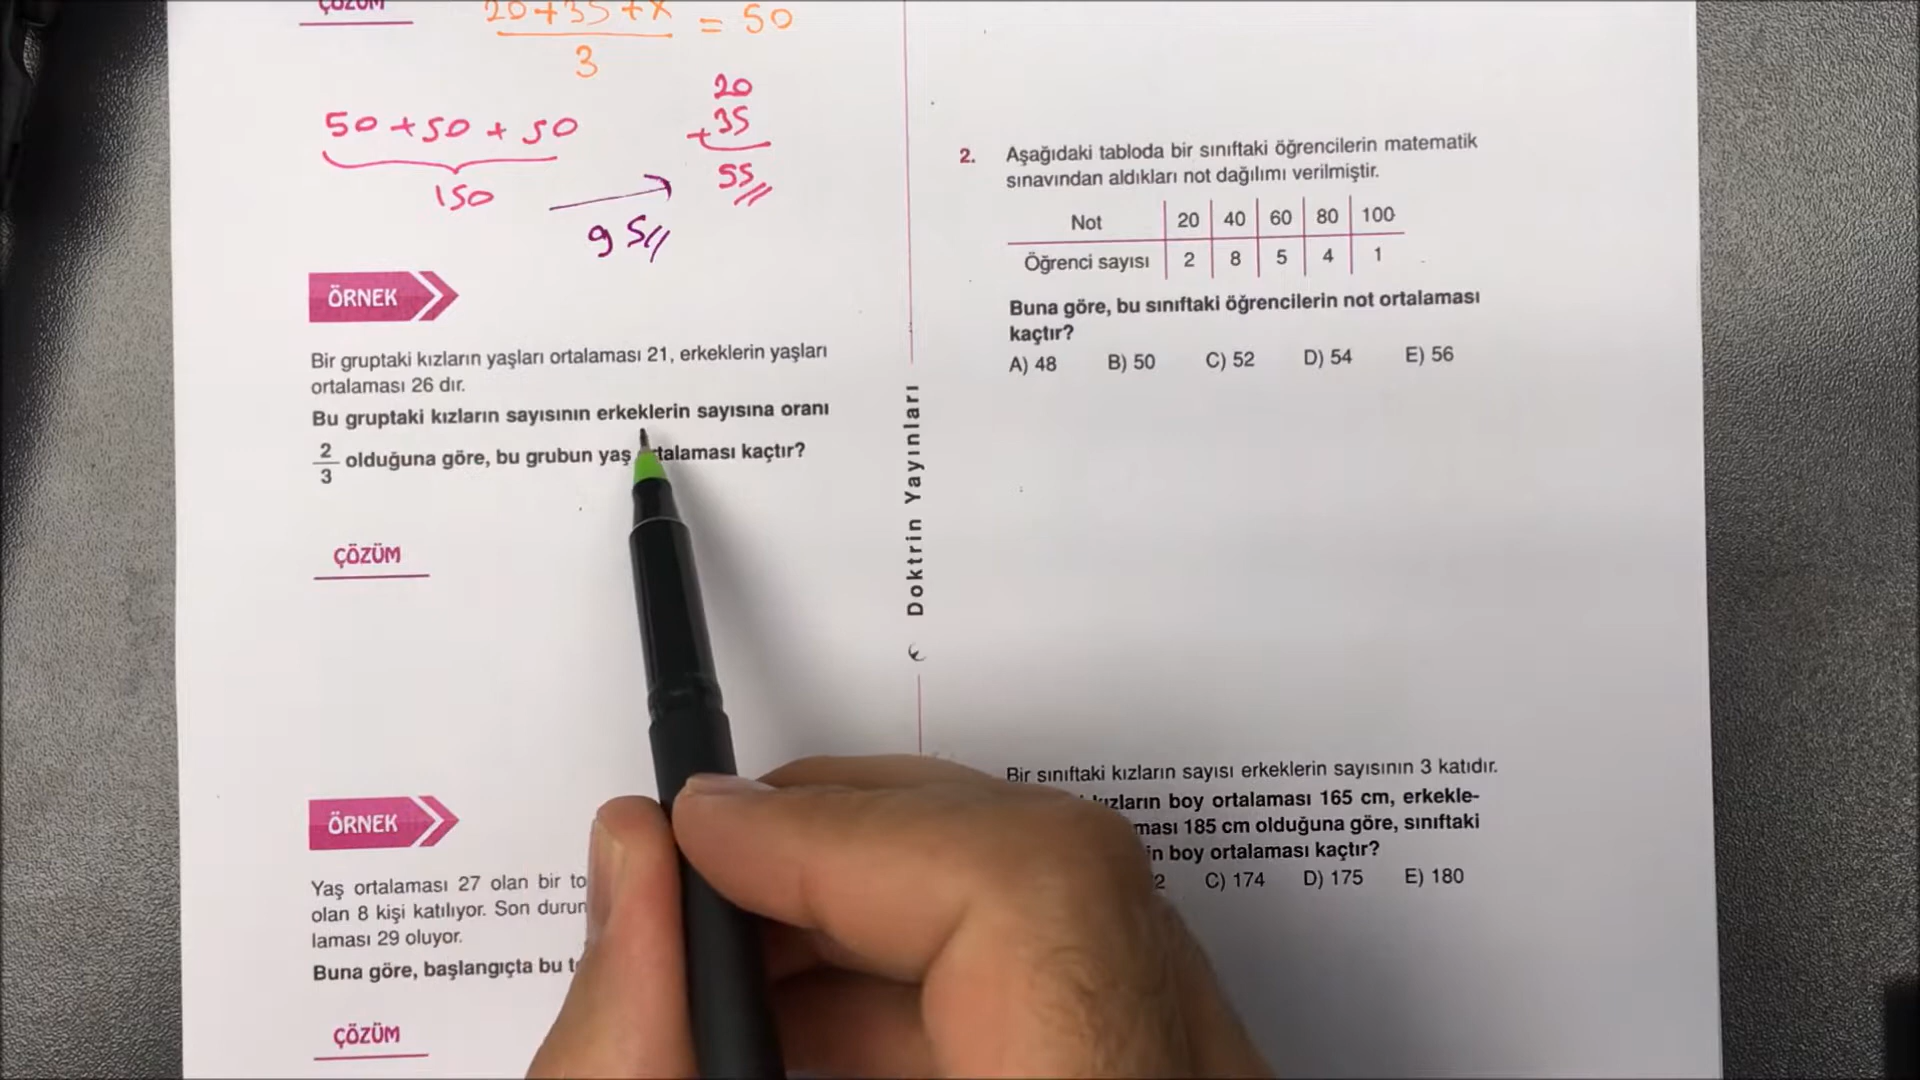 ÇÖZÜM
20+35+x
= 50
3
50+50+50
150
95
20
+35
55
ÖRNEK
Bir gruptaki kızların yaşları ortalaması 21, erkeklerin yaşları
ortalaması 26 dır.
Bu gruptaki kızların sayısının erkeklerin sayısına oranı
2/3 olduğuna göre, bu grubun yaş kaçtır?
ÇÖZÜM
ÖRNEK
Yaş ortalaması 27 olan bir
olan 8 kişi katılıyor. Son
laması 29 oluyor.
Buna göre, başlangıçta bu
ÇÖZÜM
Doktrin Yayınları
2. Aşağıdaki tabloda bir sınıftaki öğrencilerin matematik
sınavından aldıkları not dağılımı verilmiştir.
Not 20 40 60 80 100
Öğrenci sayısı 2 8 5 4 1
Buna göre, bu sınıftaki öğrencilerin not ortalaması
kaçtır?
A) 48 B) 50 C) 52 D) 54 E) 56
Bir sınıftaki kızların sayısı erkeklerin sayısının 3 katıdır.
boy ortalaması 165 cm, erkekle-
185 cm olduğuna göre, sınıftaki
boy ortalaması kaçtır?
C) 174 D) 175 E) 180